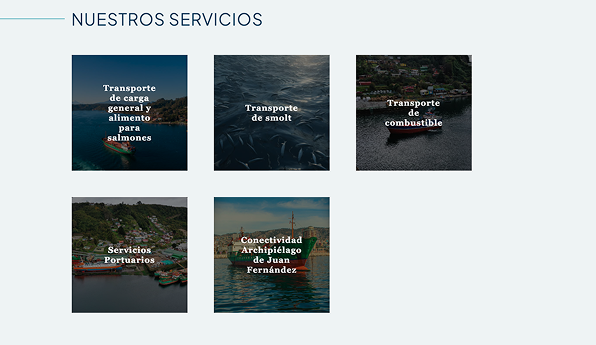 NUESTROS SERVICIOS
Transporte
de carga
general y
alimento
para
salmones
Transporte
de smolt
Transporte
de
combustible
Servicios
Portuarios
Conectividad
Archipiélago
de Juan
Fernández